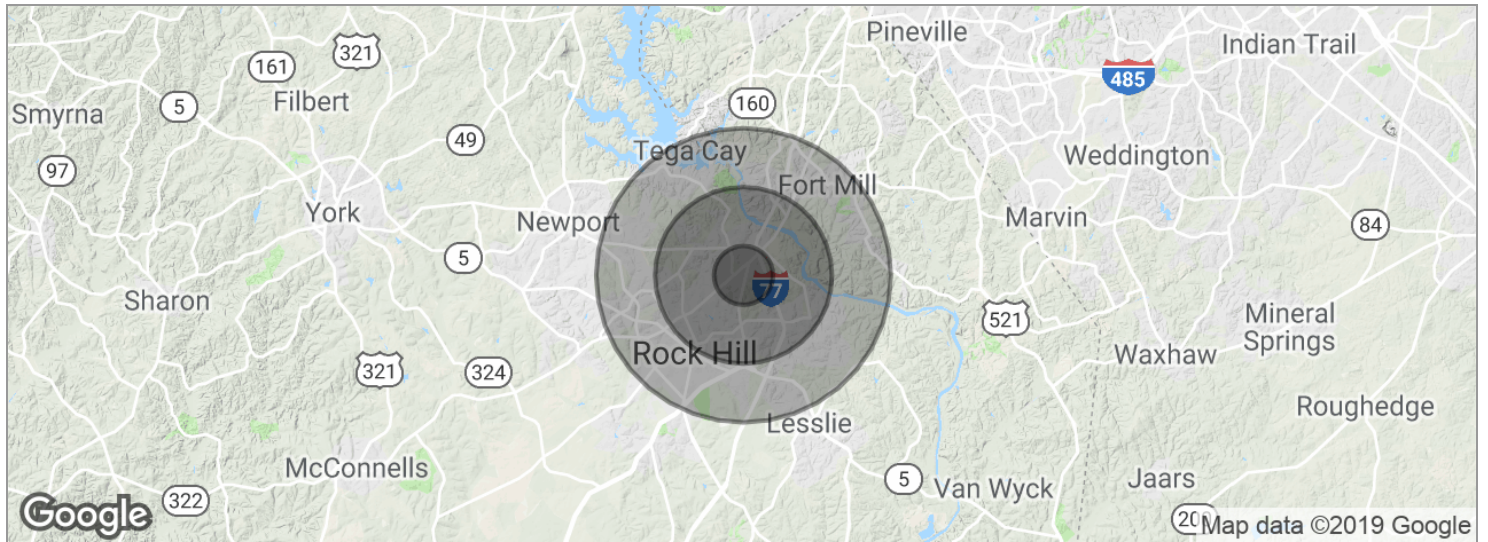 Pineville
Indian Trail
321
161
485
5
Filbert
160
Smyrna
49
Tega Cay
Weddington
97
Fort Mill
York
Newport
Marvin
84
5
77
Sharon
521
Mineral
Springs
Rock Hill
Waxhaw
321
324
Roughedge
Lesslie
McConnells
5
Van Wyck
Jaars
322
Google
Map data ©2019 Google